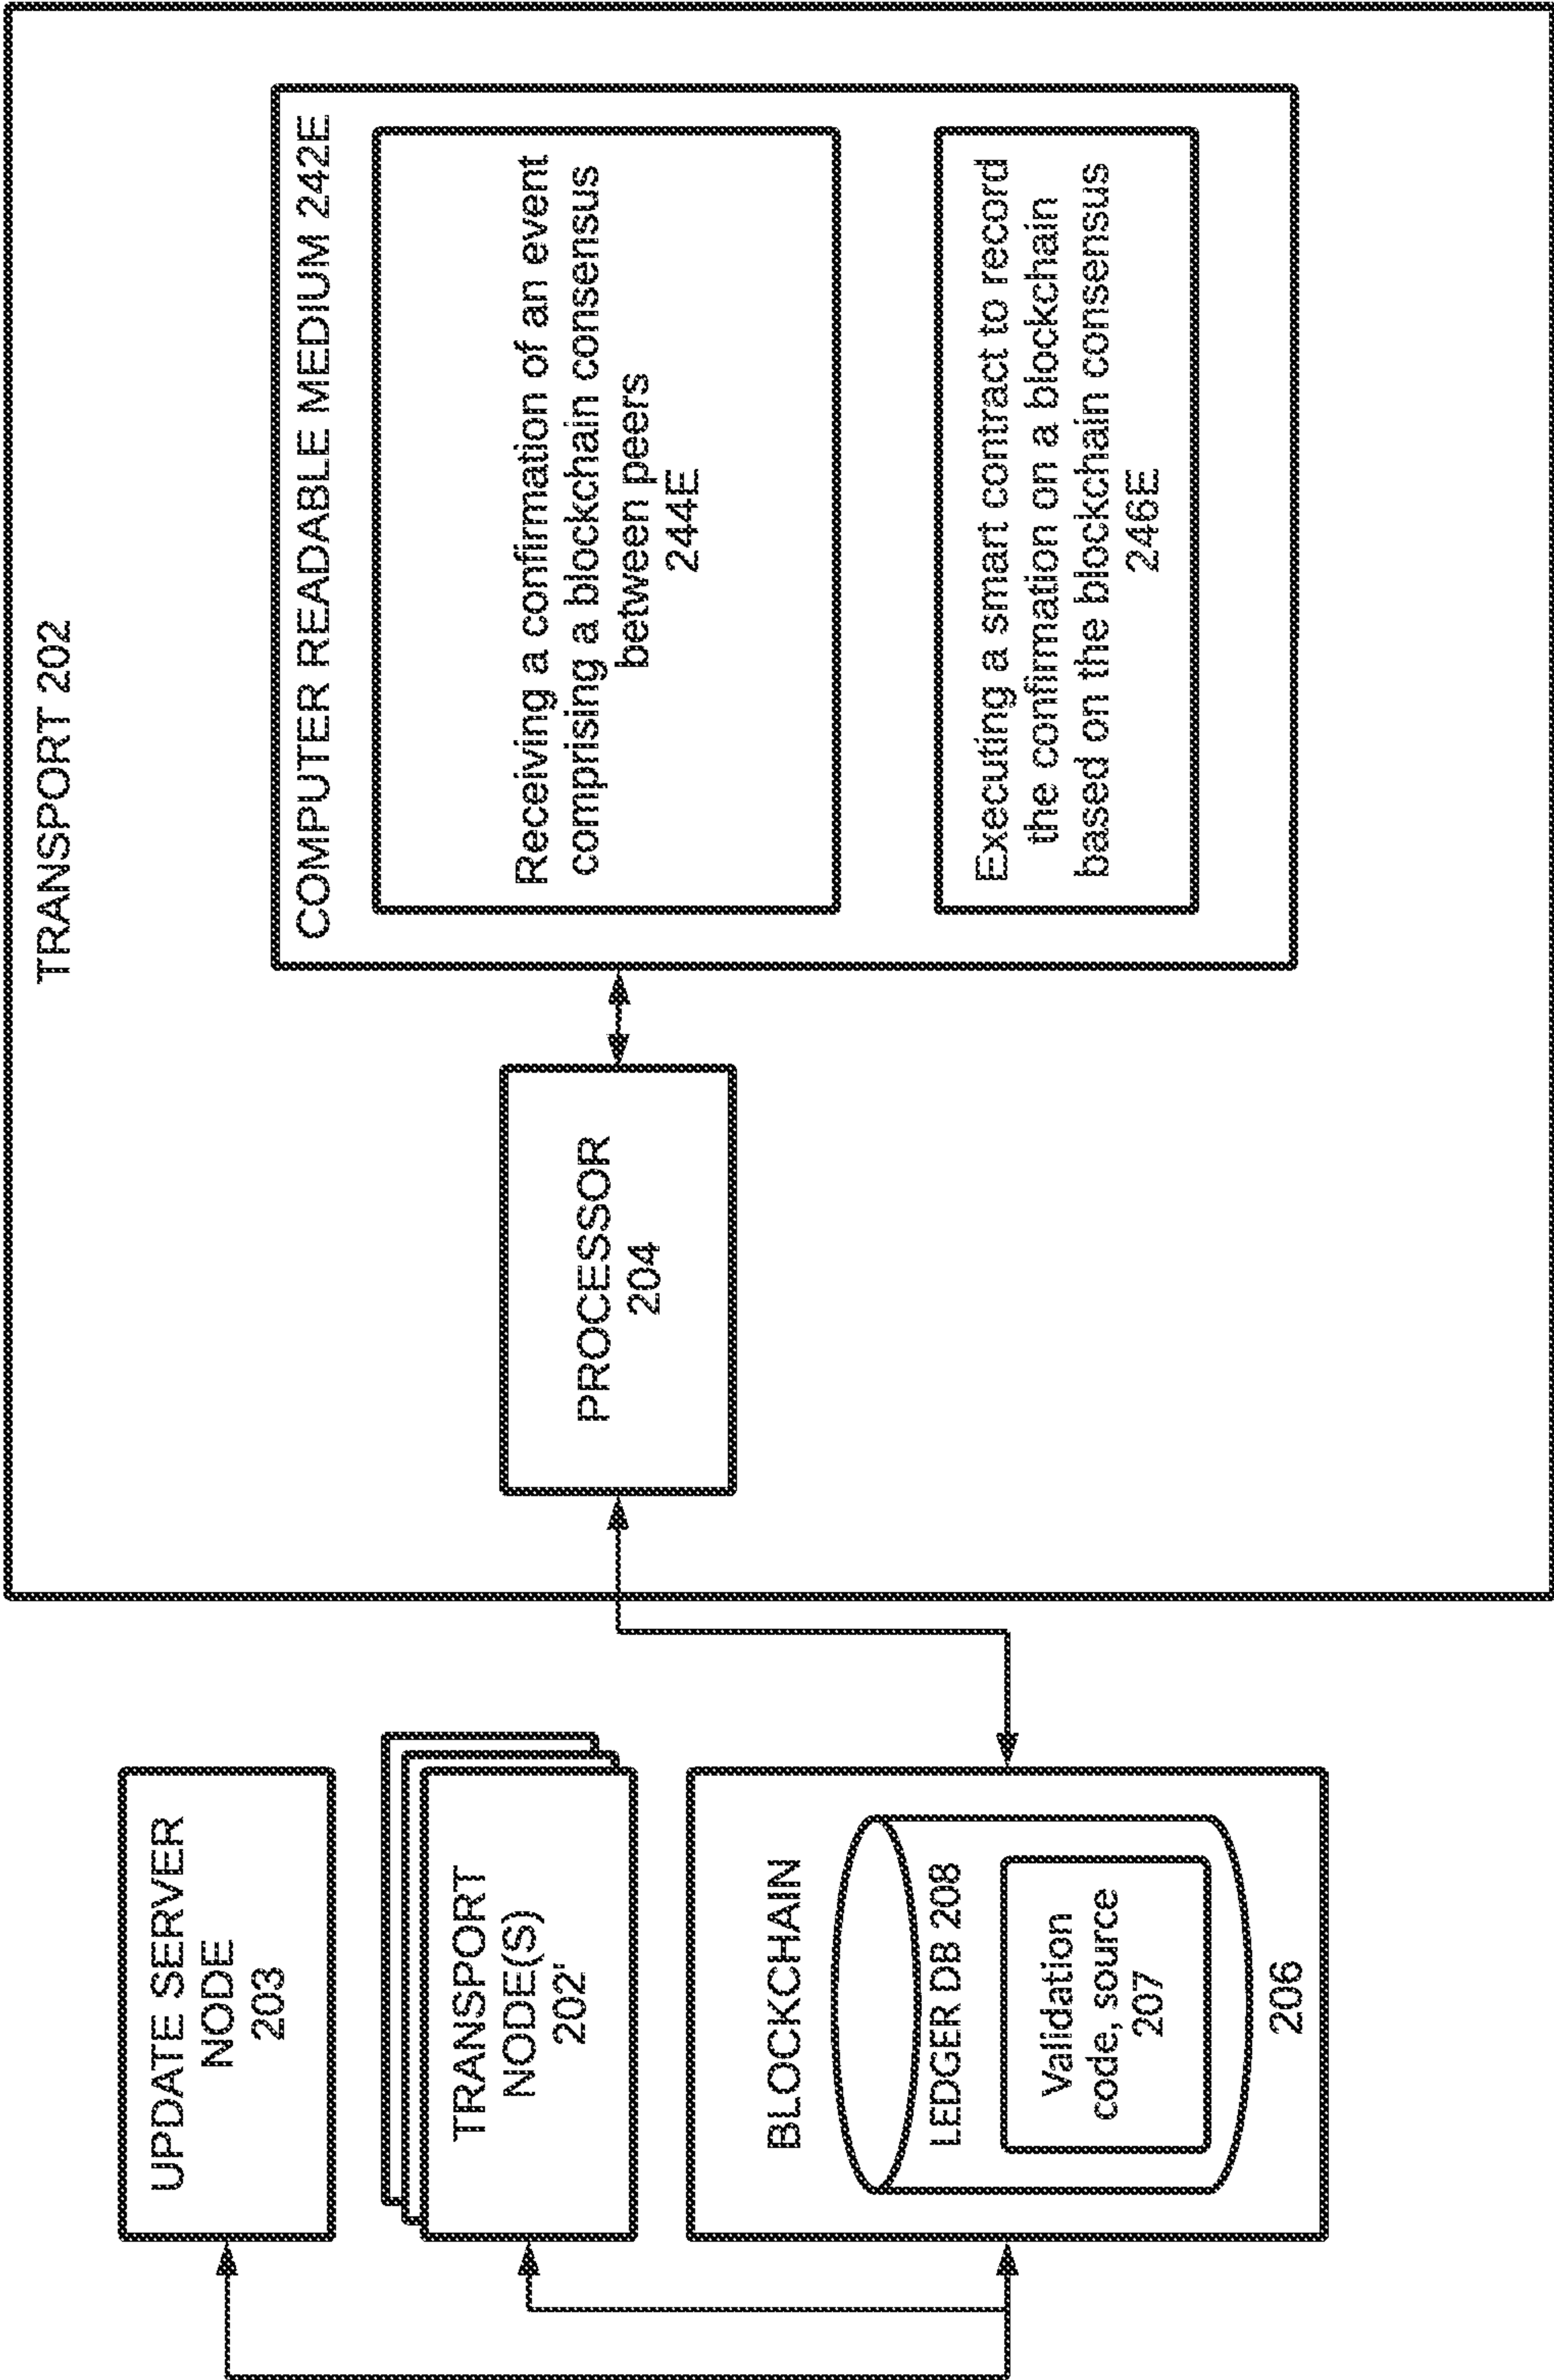 TRANSPORT 202
UPDATE SERVER
NODE
203
TRANSPORT
NODE(S)
202'
BLOCKCHAIN
LEDGER DB 208
Validation
code, source
207
206
PROCESSOR
204
COMPUTER READABLE MEDIUM 242E
Receiving a confirmation of an event
comprising a blockchain consensus
between peers
244E
Executing a smart contract to record
the confirmation on a blockchain
based on the blockchain consensus
246E